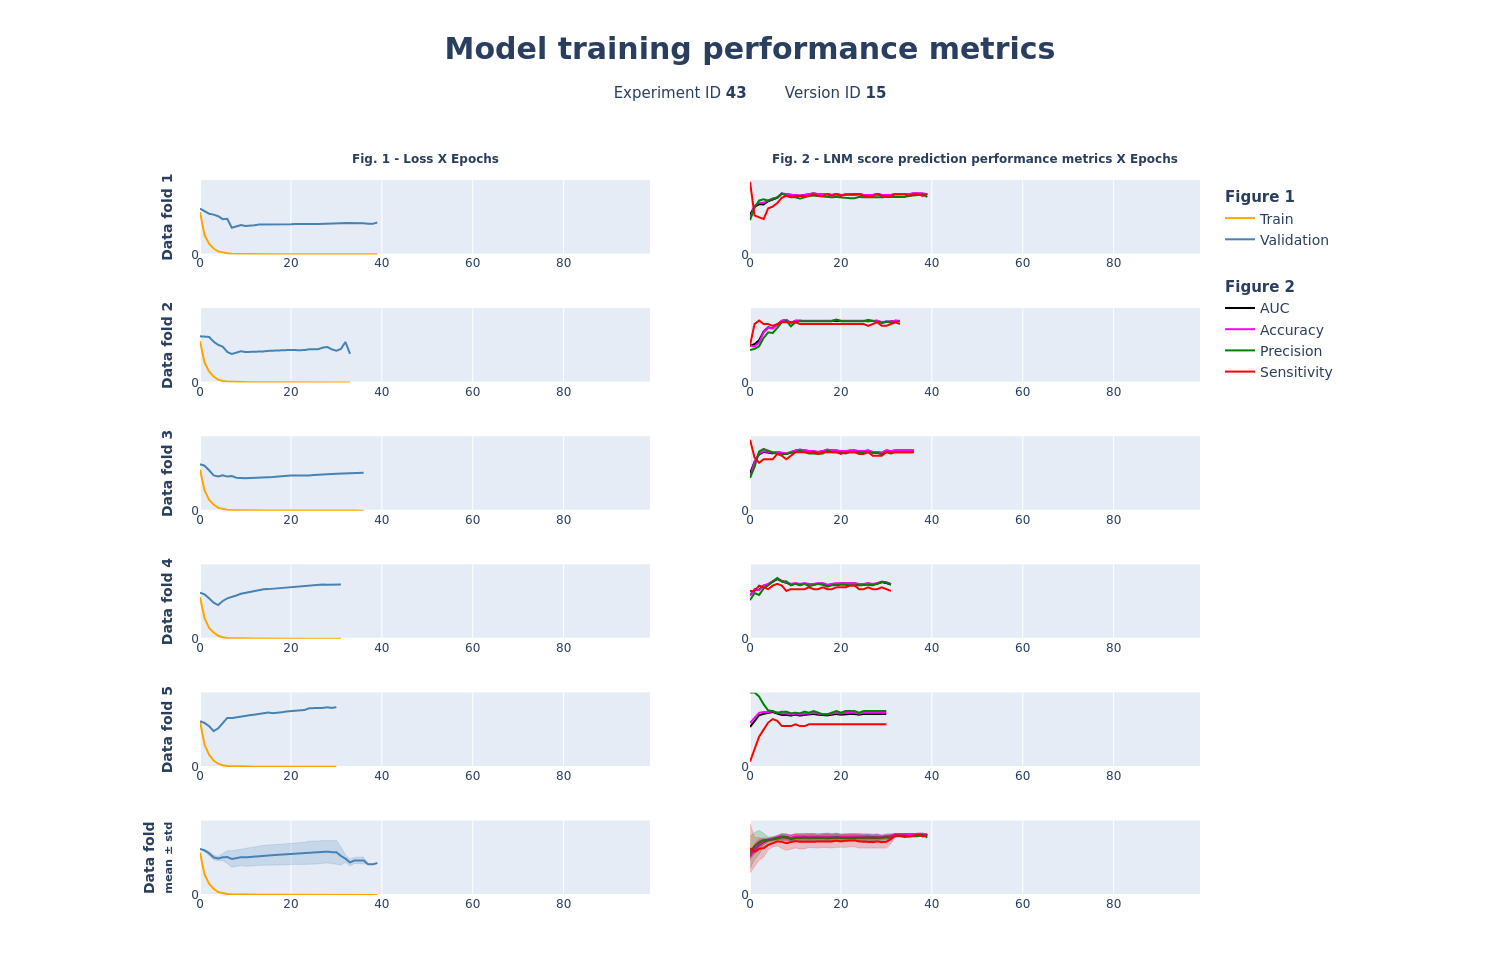 Model training performance metrics
Experiment ID 43 Version ID 15
Fig. 1 - Loss X Epochs
Fig. 2 - LNM score prediction performance metrics X Epochs
Data fold 1
0
0 20 40 60 80
0
0 20 40 60 80
Figure 1
Train
Validation
Figure 2
AUC
Accuracy
Precision
Sensitivity
Data fold 2
0
0 20 40 60 80
0
0 20 40 60 80
Data fold 3
0
0 20 40 60 80
0
0 20 40 60 80
Data fold 4
0
0 20 40 60 80
0
0 20 40 60 80
Data fold 5
0
0 20 40 60 80
0
0 20 40 60 80
Data fold
mean ± std
0
0 20 40 60 80
0
0 20 40 60 80